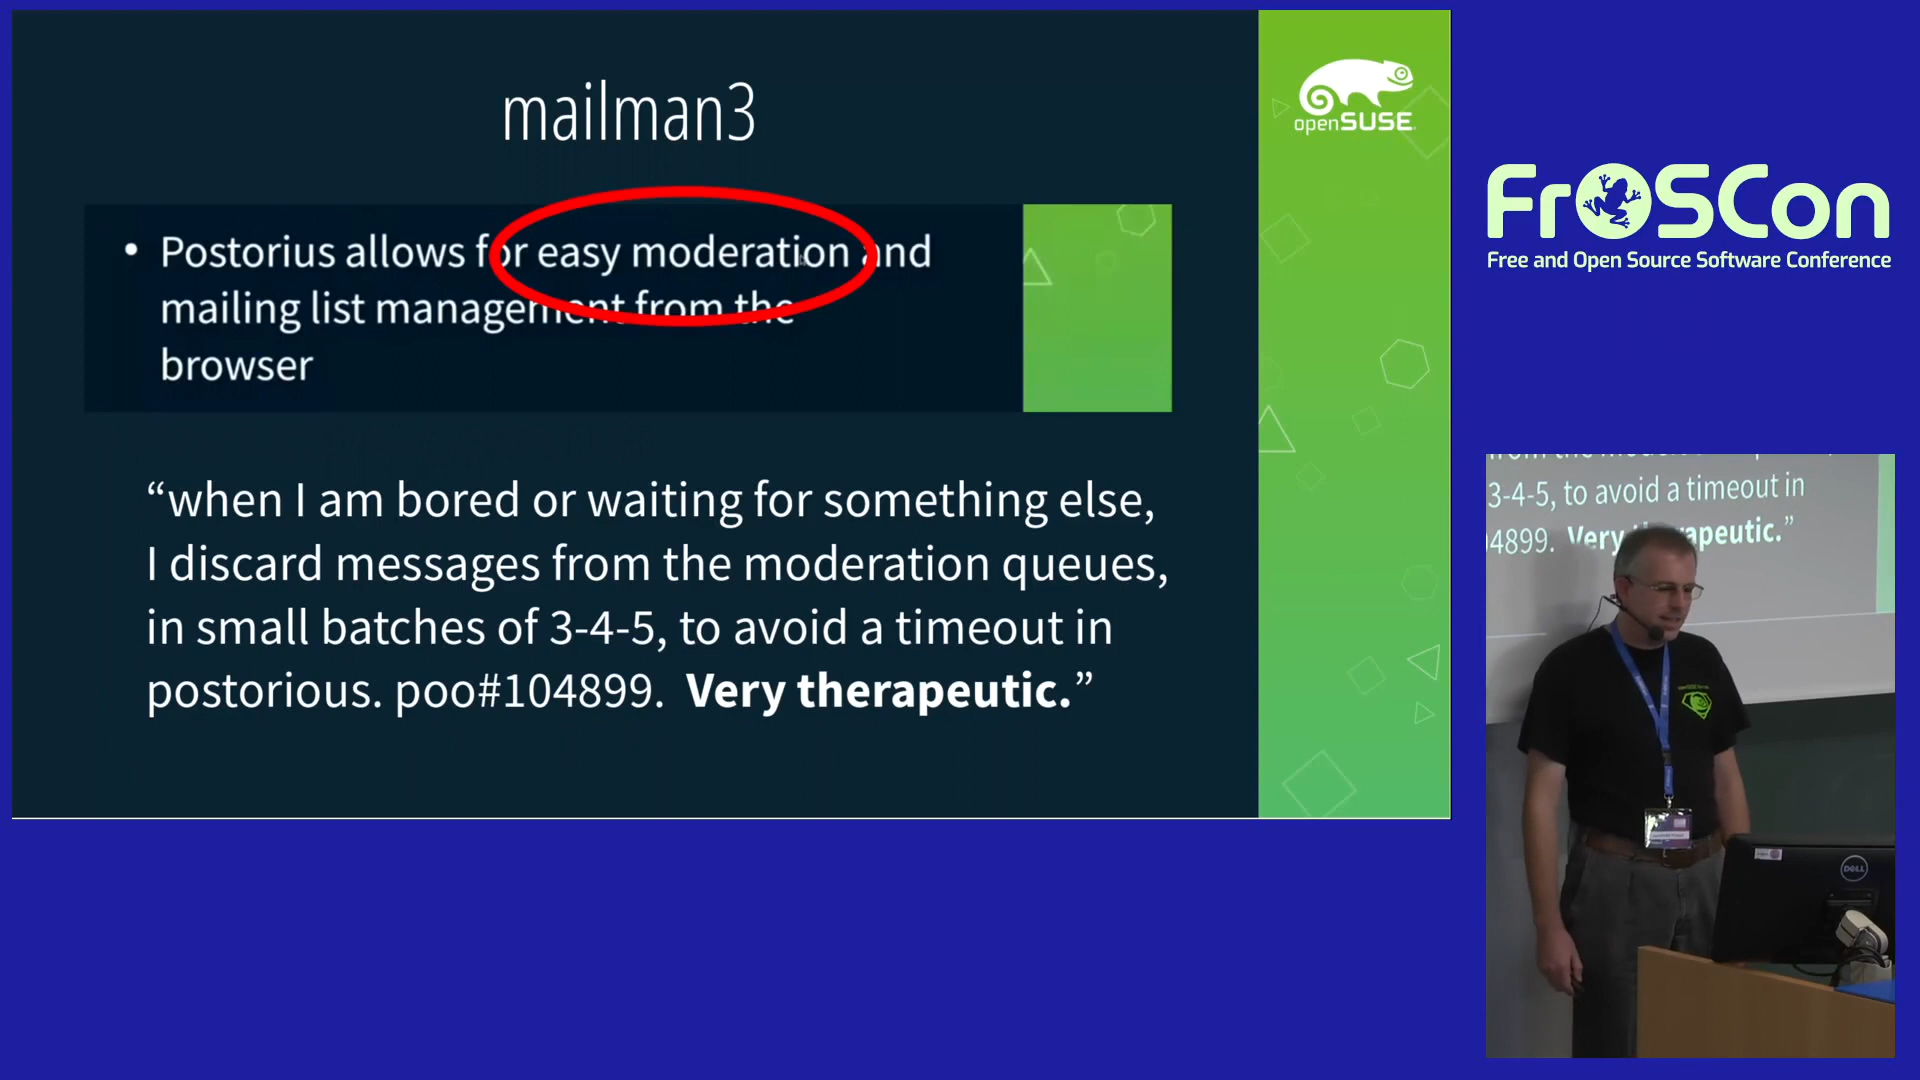 mailman3
openSUSE
• Postorius allows for easy moderation and
mailing list management from the
browser
“when I am bored or waiting for something else,
I discard messages from the moderation queues,
in small batches of 3-4-5, to avoid a timeout in
postorious. poo#104899. Very therapeutic.”
FrOSCon
Free and Open Source Software Conference
3-4-5, to avoid a timeout in
04899. Very therapeutic.”
DELL